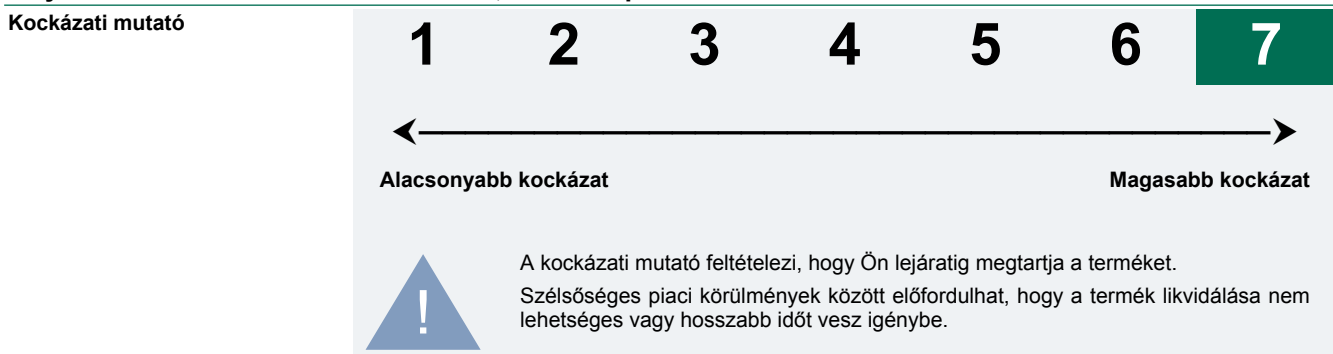 Kockázati mutató
1 2 3 4 5 6 7
Alacsonyabb kockázat Magasabb kockázat
!
A kockázati mutató feltételezi, hogy Ön lejáratig megtartja a terméket.
Szélsőséges piaci körülmények között előfordulhat, hogy a termék likvidálása nem
lehetséges vagy hosszabb időt vesz igénybe.